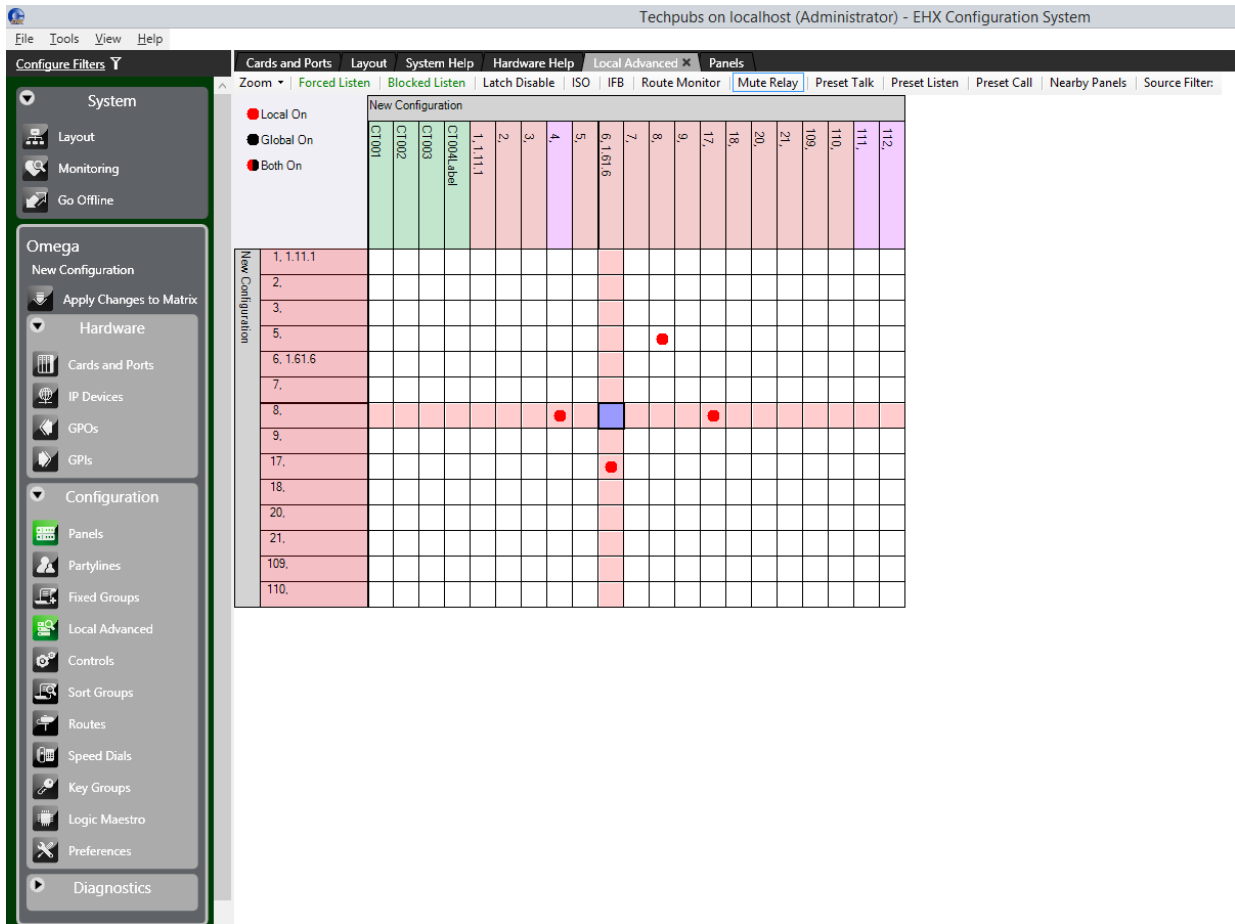 Techpubs on localhost (Administrator) - EHX Configuration System
File Tools View Help
Configure Filters
Cards and Ports Layout System Help Hardware Help Local Advanced Panels
Zoom Forced Listen Blocked Listen Latch Disable ISO IFB Route Monitor Mute Relay Preset Talk Preset Listen Preset Call Nearby Panels Source Filter:
System
Layout
Monitoring
Go Offline
Omega
New Configuration
Apply Changes to Matrix
Hardware
Cards and Ports
IP Devices
GPOs
GPIs
Configuration
Panels
Partylines
Fixed Groups
Local Advanced
Controls
Sort Groups
Routes
Speed Dials
Key Groups
Logic Maestro
Preferences
Diagnostics
Local On
Global On
Both On
New Configuration
CT001
CT002
CT003
CT004Label
1, 1.11.1
2,
3,
4,
5,
6, 1.61.6
7,
8,
9,
17,
18,
20,
21,
109,
110,
111,
112,
New Configuration
1, 1.11.1
2,
3,
5,
6, 1.61.6
7,
8,
9,
17,
18,
20,
21,
109,
110,